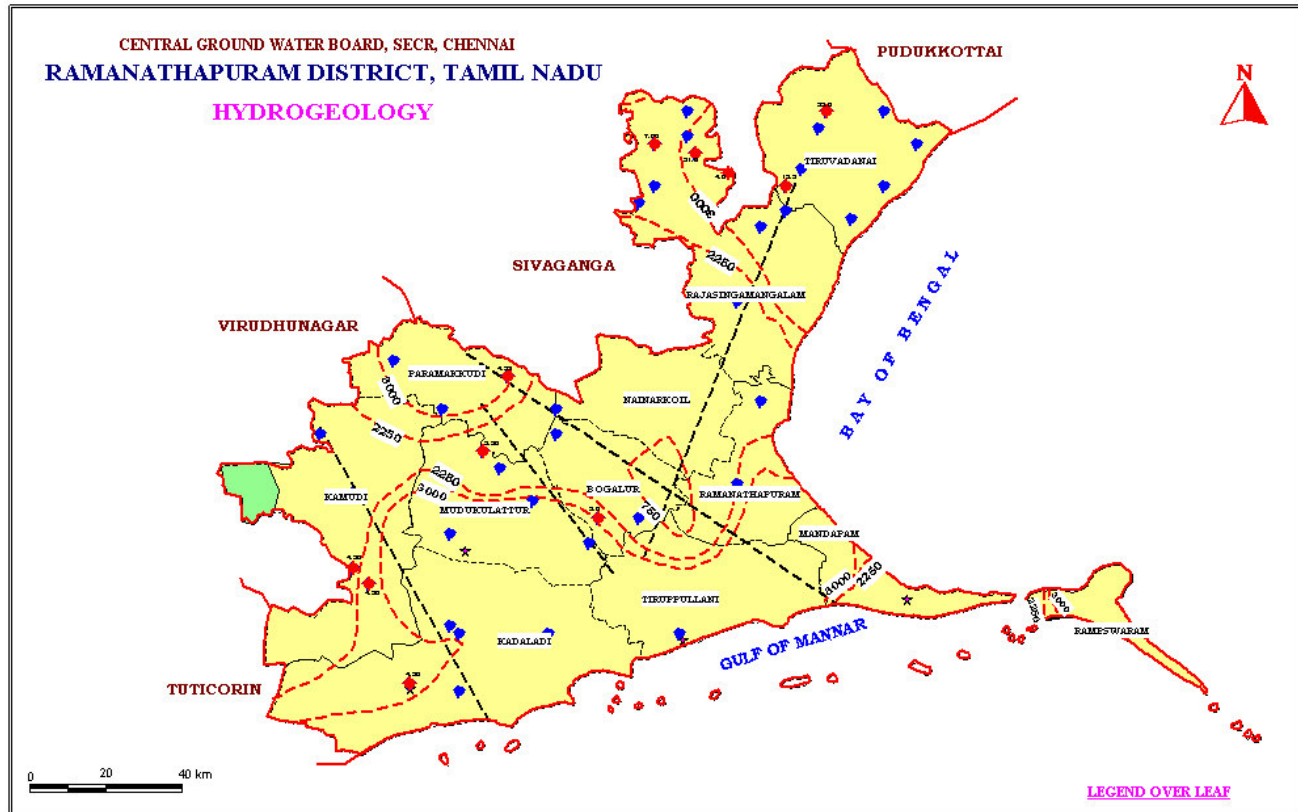 CENTRAL GROUND WATER BOARD, SECR, CHENNAI
RAMANATHAPURAM DISTRICT, TAMIL NADU
HYDROGEOLOGY
PUDUKKOTTAI
N
TIRUVADANAI
3000
2250
SIVAGANGA
RAJASINGAMANGALAM
VIRUDHUNAGAR
BAY OF BENGAL
PARAMAKKUDI
3000
NAINARKOIL
2250
2250
3000
KAMUDI
MUDUKULATTUR
BOGALUR
750
RAMANATHAPURAM
MANDAPAM
3000
2250
TIRUPPULLANI
2250
3000
RAMESWARAM
KADALADI
GULF OF MANNAR
TUTICORIN
0 20 40 km
LEGEND OVER LEAF